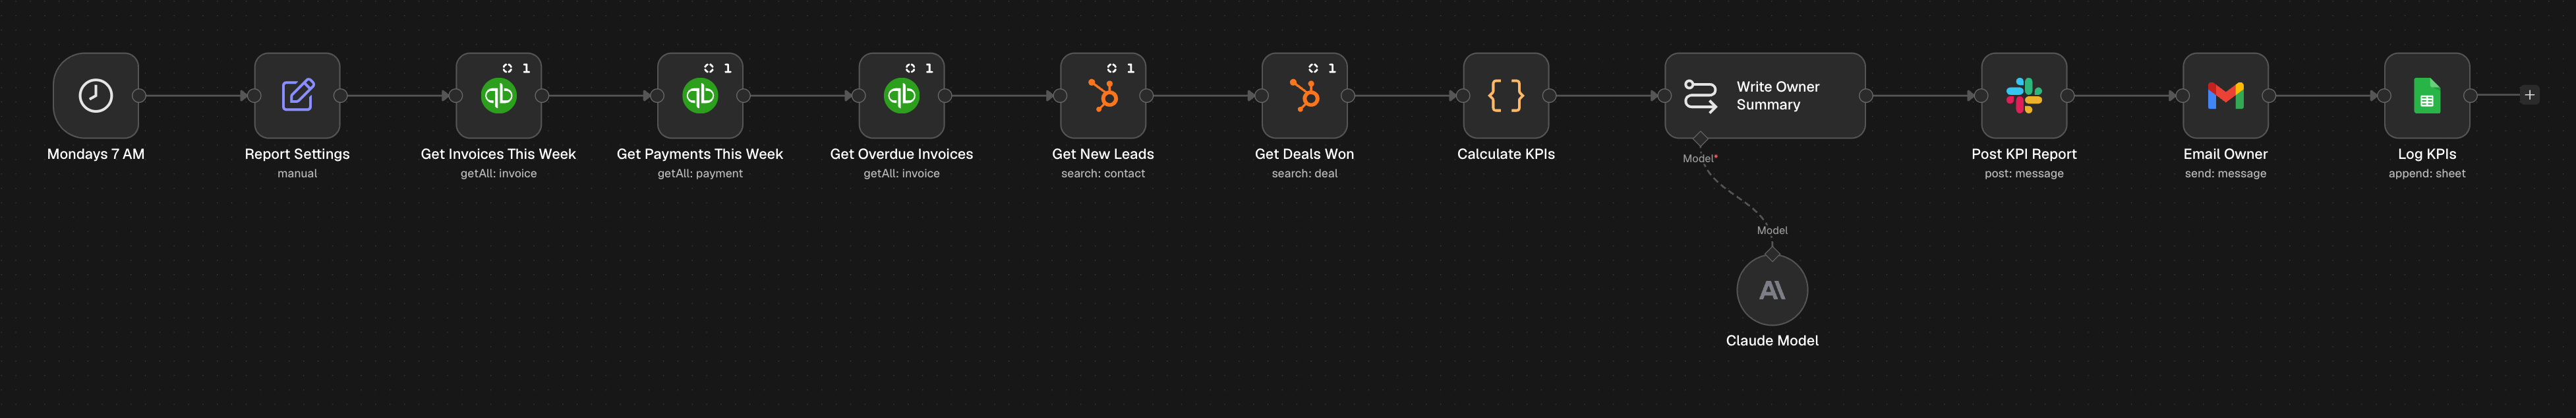 1
1
1
1
1
Write Owner
Summary
Mondays 7 AM
Report Settings
manual
Get Invoices This Week
getAll: invoice
Get Payments This Week
getAll: payment
Get Overdue Invoices
getAll: invoice
Get New Leads
search: contact
Get Deals Won
search: deal
Calculate KPIs
Model*
Post KPI Report
post: message
Email Owner
send: message
Log KPIs
append: sheet
Model
Claude Model